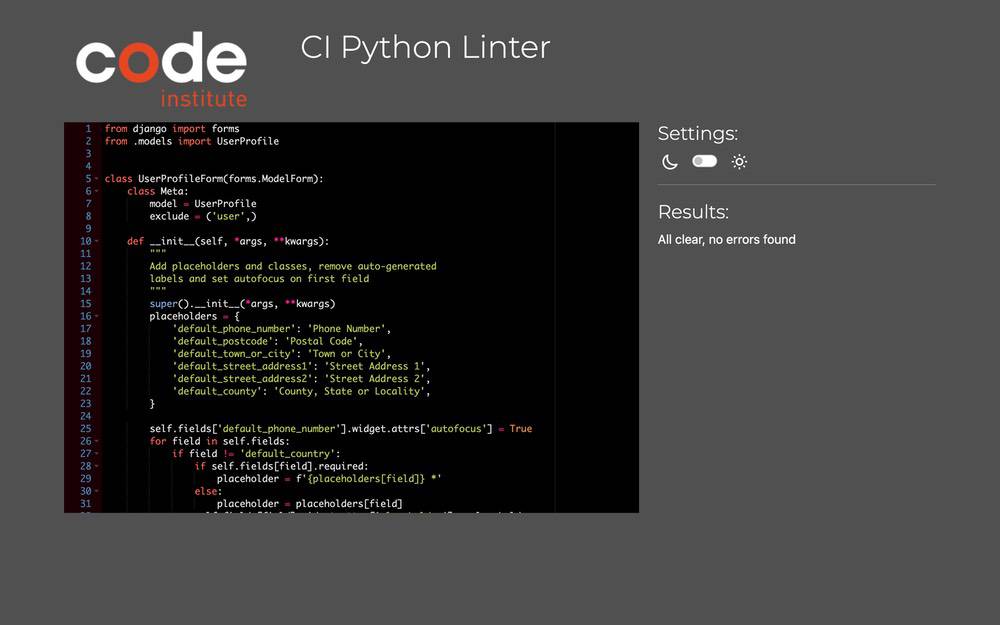 code
institute
CI Python Linter
1 from django import forms
2 from .models import UserProfile
3
4
5 class UserProfileForm(forms.ModelForm):
6 class Meta:
7 model = UserProfile
8 exclude = ('user',)
9
10 def __init__(self, *args, **kwargs):
11 """
12 Add placeholders and classes, remove auto-generated
13 labels and set autofocus on first field
14 """
15 super().__init__(*args, **kwargs)
16 placeholders = {
17 'default_phone_number': 'Phone Number',
18 'default_postcode': 'Postal Code',
19 'default_town_or_city': 'Town or City',
20 'default_street_address1': 'Street Address 1',
21 'default_street_address2': 'Street Address 2',
22 'default_county': 'County, State or Locality',
23 }
24
25 self.fields['default_phone_number'].widget.attrs['autofocus'] = True
26 for field in self.fields:
27 if field != 'default_country':
28 if self.fields[field].required:
29 placeholder = f'{placeholders[field]} *'
30 else:
31 placeholder = placeholders[field]
Settings:
Results:
All clear, no errors found